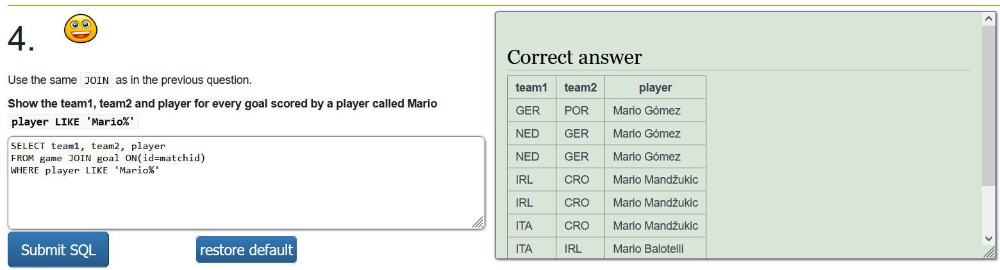 4.
Use the same JOIN as in the previous question.
Show the team1, team2 and player for every goal scored by a player called Mario
player LIKE 'Mario%'
SELECT team1, team2, player
FROM game JOIN goal ON(id=matchid)
WHERE player LIKE 'Mario%'
Submit SQL
restore default
Correct answer
team1 team2 player
GER POR Mario Gómez
NED GER Mario Gómez
NED GER Mario Gómez
IRL CRO Mario Mandžukic
IRL CRO Mario Mandžukic
ITA CRO Mario Mandžukic
ITA IRL Mario Balotelli